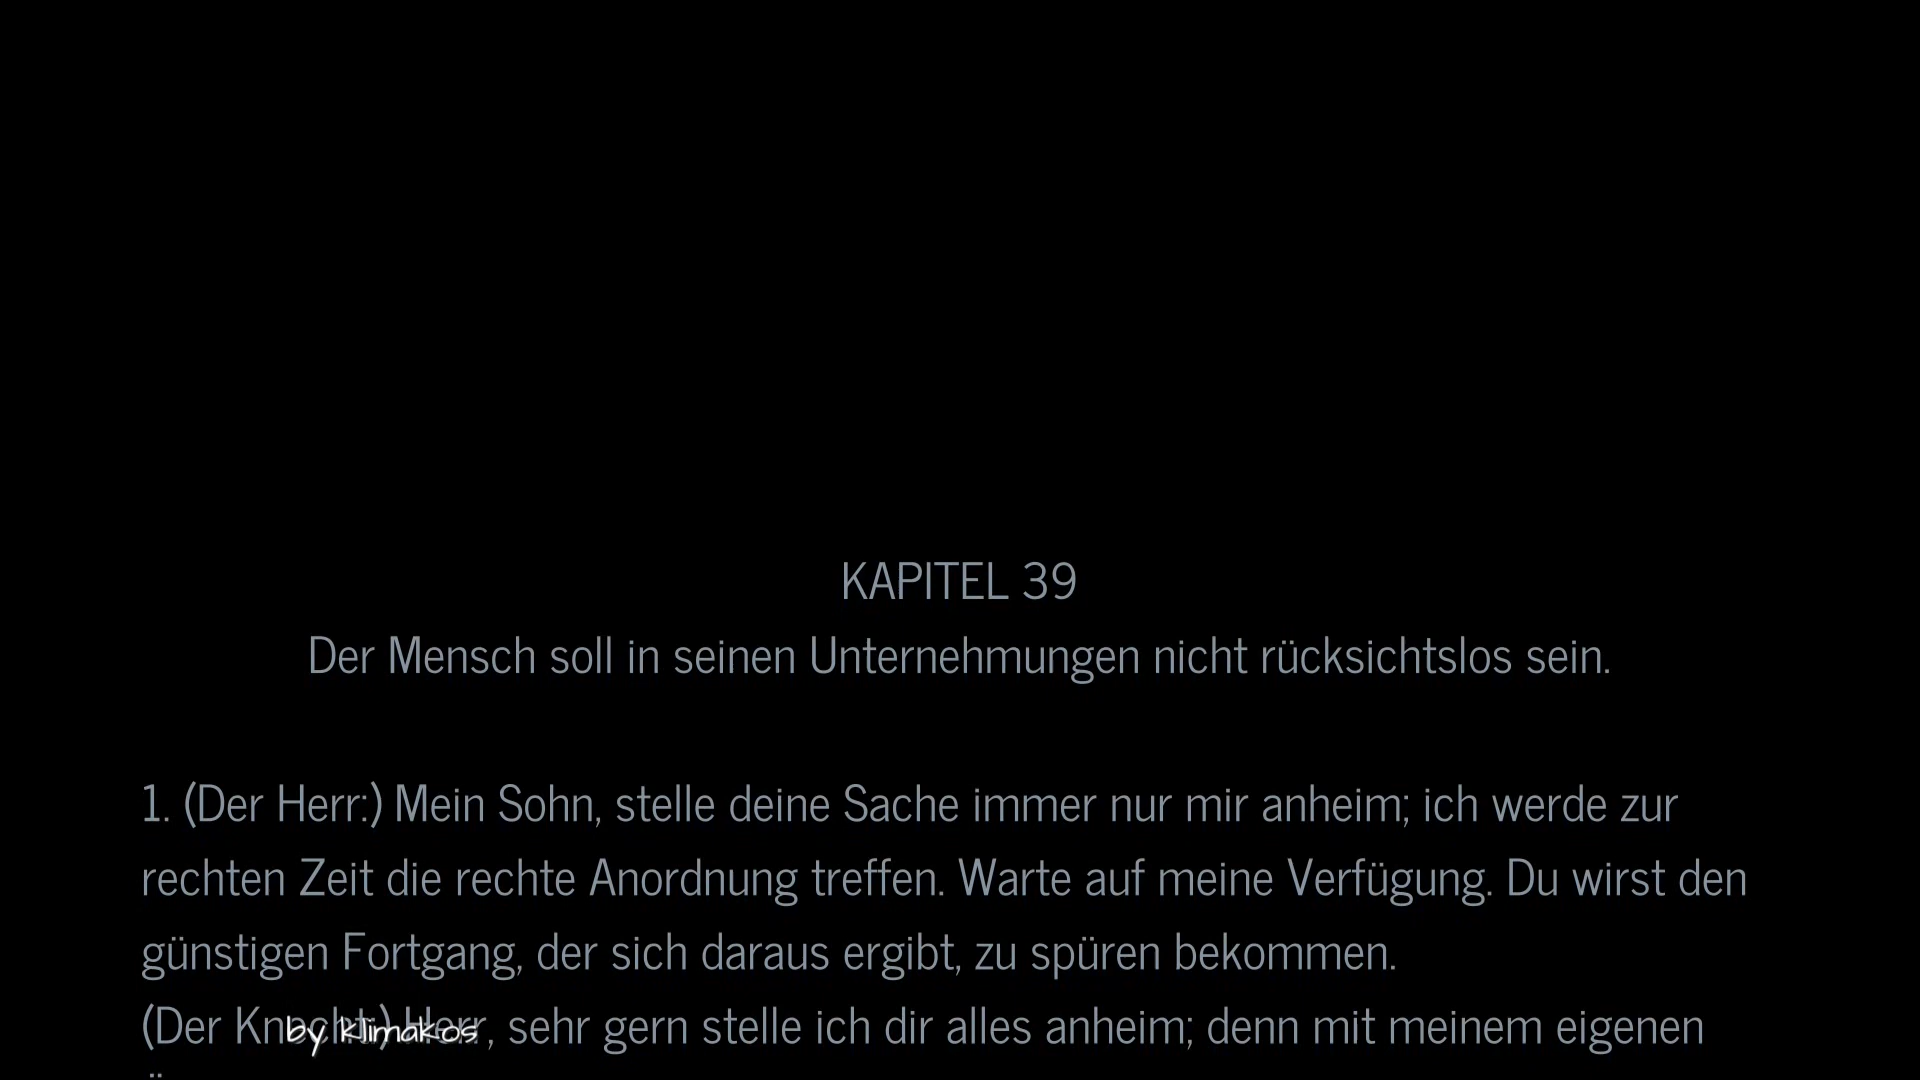 KAPITEL 39
Der Mensch soll in seinen Unternehmungen nicht rücksichtslos sein.
1. (Der Herr:) Mein Sohn, stelle deine Sache immer nur mir anheim; ich werde zur
rechten Zeit die rechte Anordnung treffen. Warte auf meine Verfügung. Du wirst den
günstigen Fortgang, der sich daraus ergibt, zu spüren bekommen.
(Der Knecht:) Herr, sehr gern stelle ich dir alles anheim; denn mit meinem eigenen
by klimakos